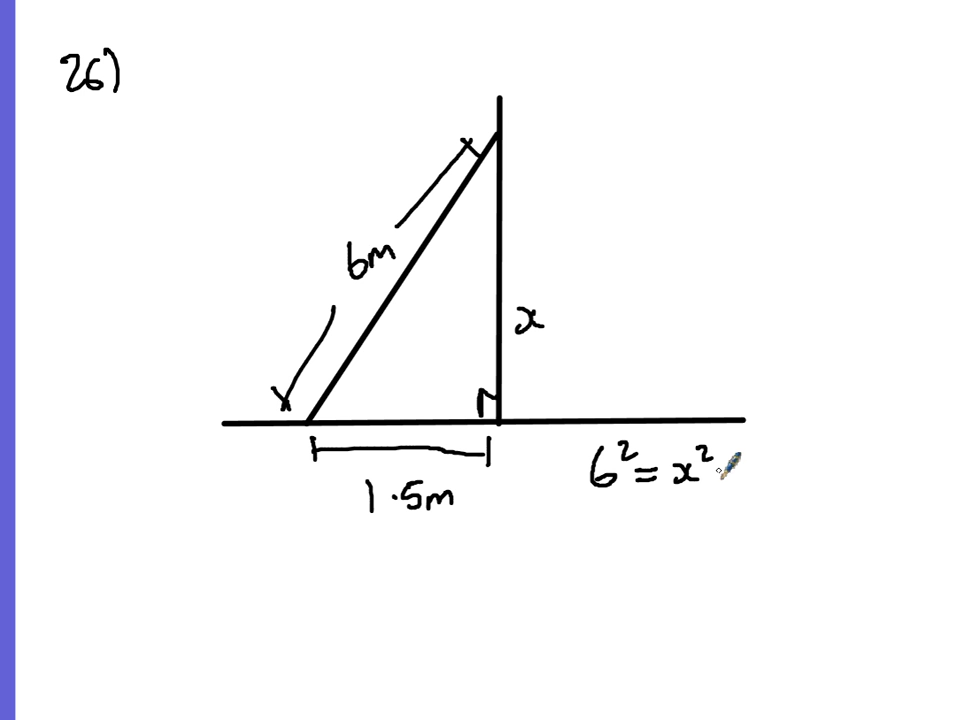 26)
6m
x
1.5m
6² = x²